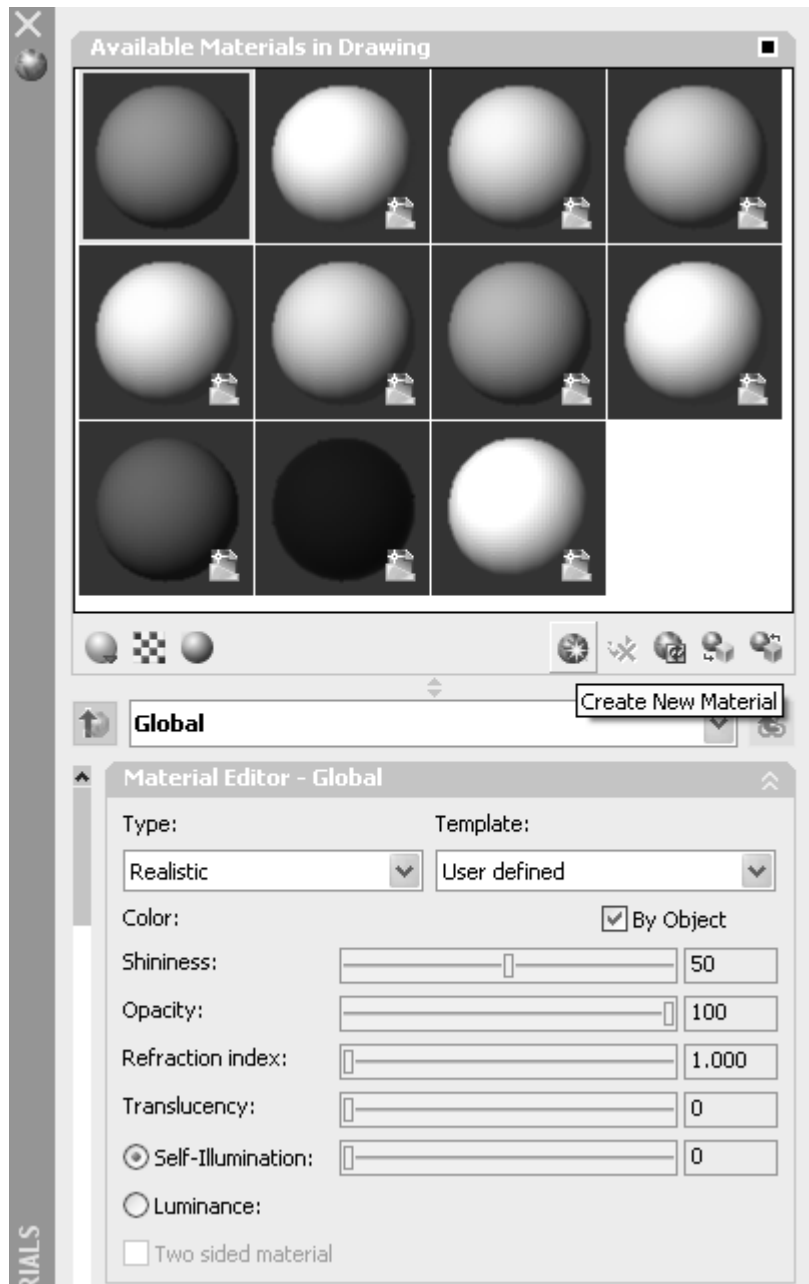 Available Materials in Drawing
Create New Material
Global
Material Editor - Global
Type:
Template:
Realistic
User defined
Color:
By Object
Shininess:
50
Opacity:
100
Refraction index:
1.000
Translucency:
0
Self-Illumination:
0
Luminance:
Two sided material
RIALS